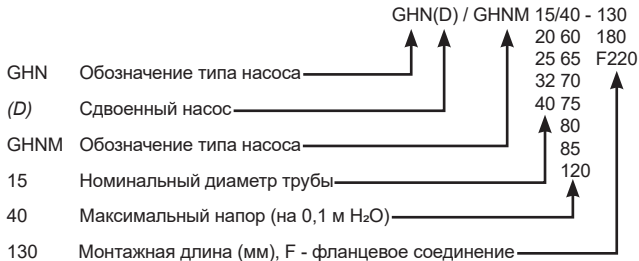 GHN(D) / GHNM 15/40 - 130
20 60 180
25 65 F220
GHN Обозначение типа насоса
32 70
40 75
(D) Сдвоенный насос
80
GHNM Обозначение типа насоса
85
120
15 Номинальный диаметр трубы
40 Максимальный напор (на 0,1 м H₂O)
130 Монтажная длина (мм), F - фланцевое соединение